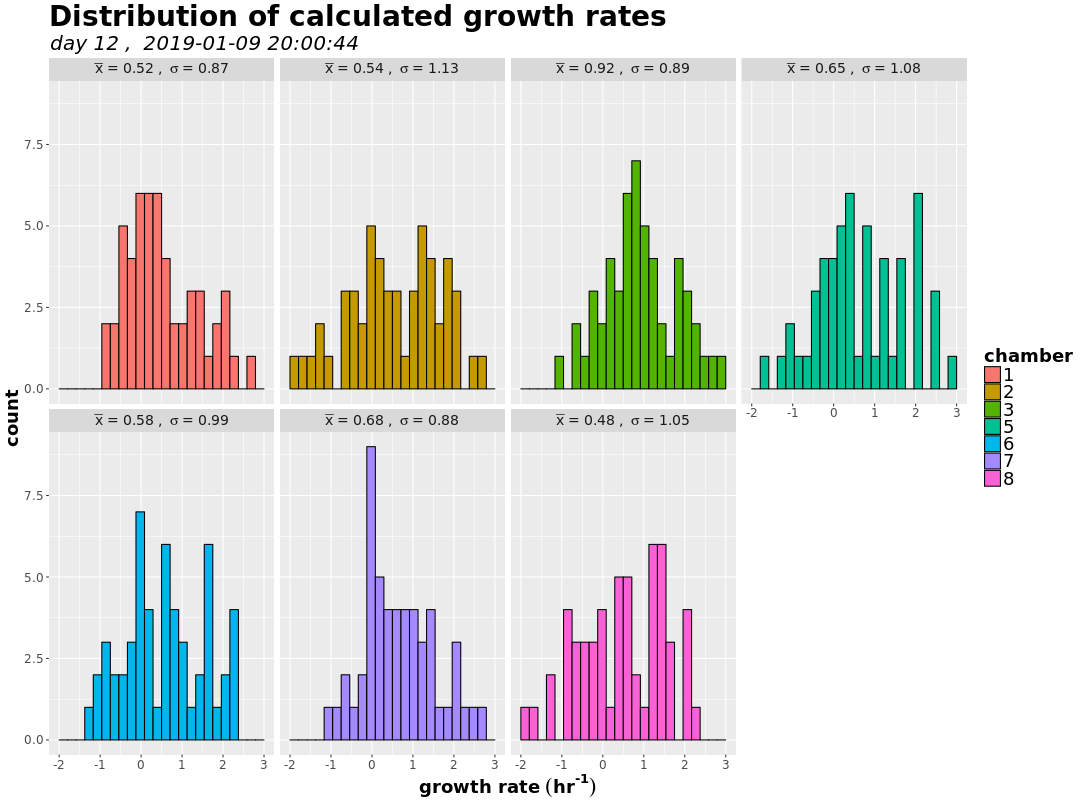 Distribution of calculated growth rates
day 12 ,  2019-01-09 20:00:44
x̅ = 0.52 ,  σ = 0.87
x̅ = 0.54 ,  σ = 1.13
x̅ = 0.92 ,  σ = 0.89
x̅ = 0.65 ,  σ = 1.08
7.5
5.0
2.5
0.0
-2 -1 0 1 2 3
x̅ = 0.58 ,  σ = 0.99
x̅ = 0.68 ,  σ = 0.88
x̅ = 0.48 ,  σ = 1.05
7.5
5.0
2.5
0.0
-2 -1 0 1 2 3
-2 -1 0 1 2 3
-2 -1 0 1 2 3
count
growth rate (hr⁻¹)
chamber
1
2
3
5
6
7
8